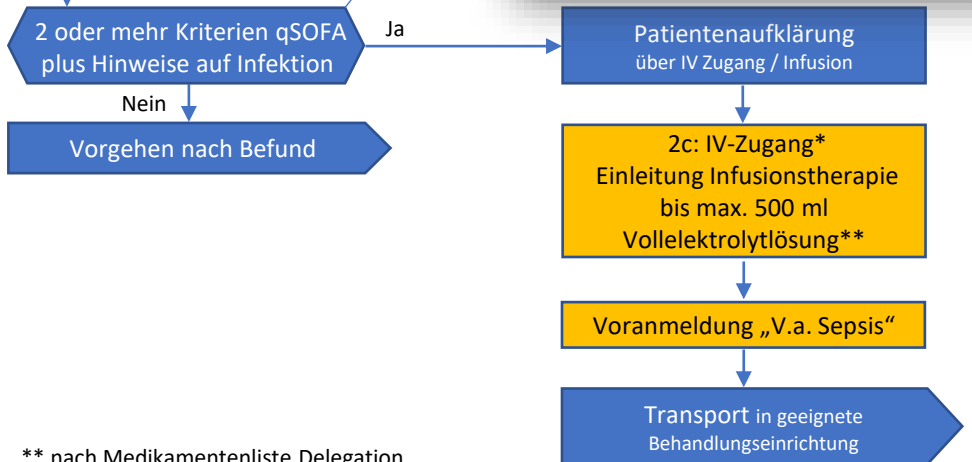 2 oder mehr Kriterien qSOFA
plus Hinweise auf Infektion
Ja
Patientenaufklärung
über IV Zugang / Infusion
Nein
Vorgehen nach Befund
2c: IV-Zugang*
Einleitung Infusionstherapie
bis max. 500 ml
Vollelektrolytlösung**
Voranmeldung „V.a. Sepsis“
Transport in geeignete
Behandlungseinrichtung
** nach Medikamentenliste Delegation